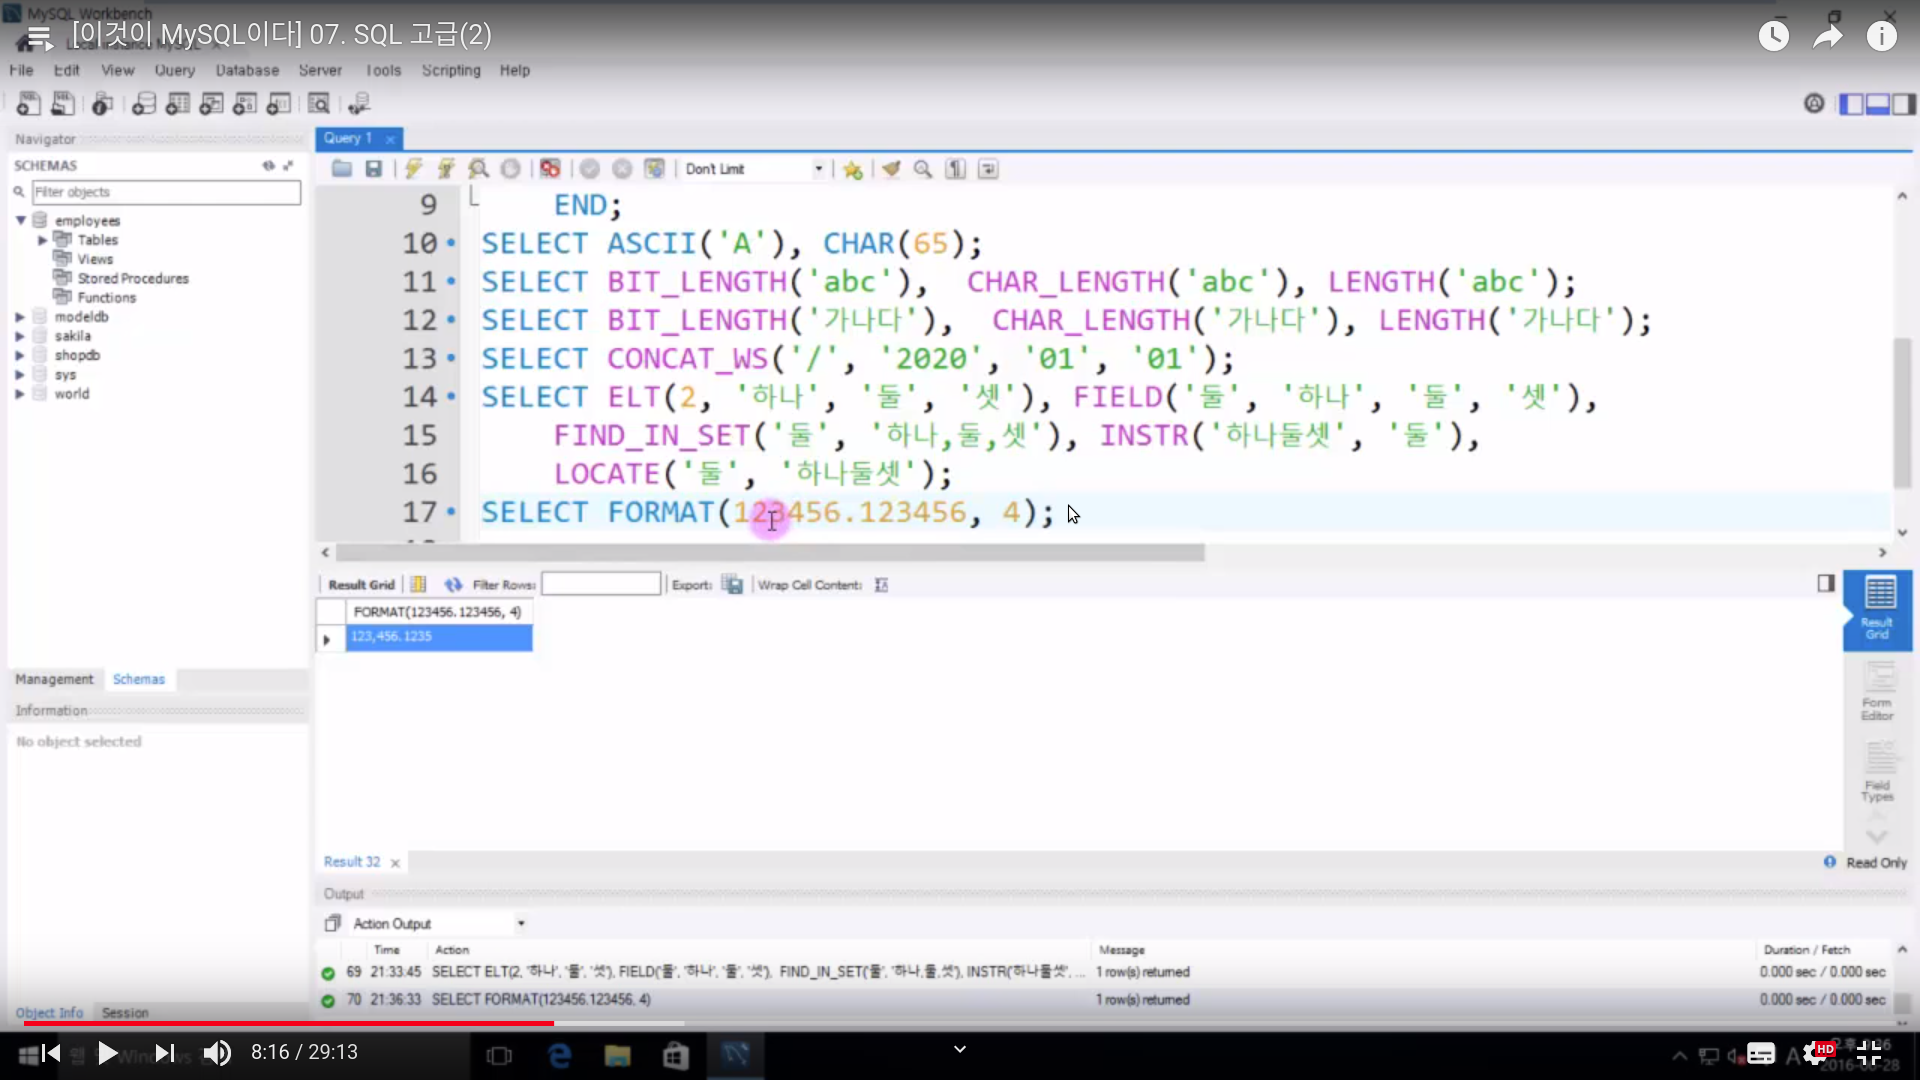 MySQL Workbench
[이것이 MySQL이다] 07. SQL 고급(2)
File Edit View Query Database Server Tools Scripting Help
Navigator
SCHEMAS
Filter objects
employees
Tables
Views
Stored Procedures
Functions
modeldb
sakila
shopdb
sys
world
Management Schemas
Information
No object selected
Object Info Session
Query 1
Don't Limit
9 END;
10 SELECT ASCII('A'), CHAR(65);
11 SELECT BIT_LENGTH('abc'), CHAR_LENGTH('abc'), LENGTH('abc');
12 SELECT BIT_LENGTH('가나다'), CHAR_LENGTH('가나다'), LENGTH('가나다');
13 SELECT CONCAT_WS('/', '2020', '01', '01');
14 SELECT ELT(2, '하나', '둘', '셋'), FIELD('둘', '하나', '둘', '셋'),
15 FIND_IN_SET('둘', '하나,둘,셋'), INSTR('하나둘셋', '둘'),
16 LOCATE('둘', '하나둘셋');
17 SELECT FORMAT(123456.123456, 4);
Result Grid Filter Rows: Export: Wrap Cell Content:
FORMAT(123456.123456, 4)
123,456.1235
Result Grid
Form Editor
Field Types
Result 32
Read Only
Output
Action Output
Time Action Message Duration / Fetch
69 21:33:45 SELECT ELT(2, '하나', '둘', '셋'), FIELD('둘', '하나', '둘', '셋'), FIND_IN_SET('둘', '하나,둘,셋'), INSTR('하나둘셋', ... 1 row(s) returned 0.000 sec / 0.000 sec
70 21:36:33 SELECT FORMAT(123456.123456, 4) 1 row(s) returned 0.000 sec / 0.000 sec
8:16 / 29:13
HD